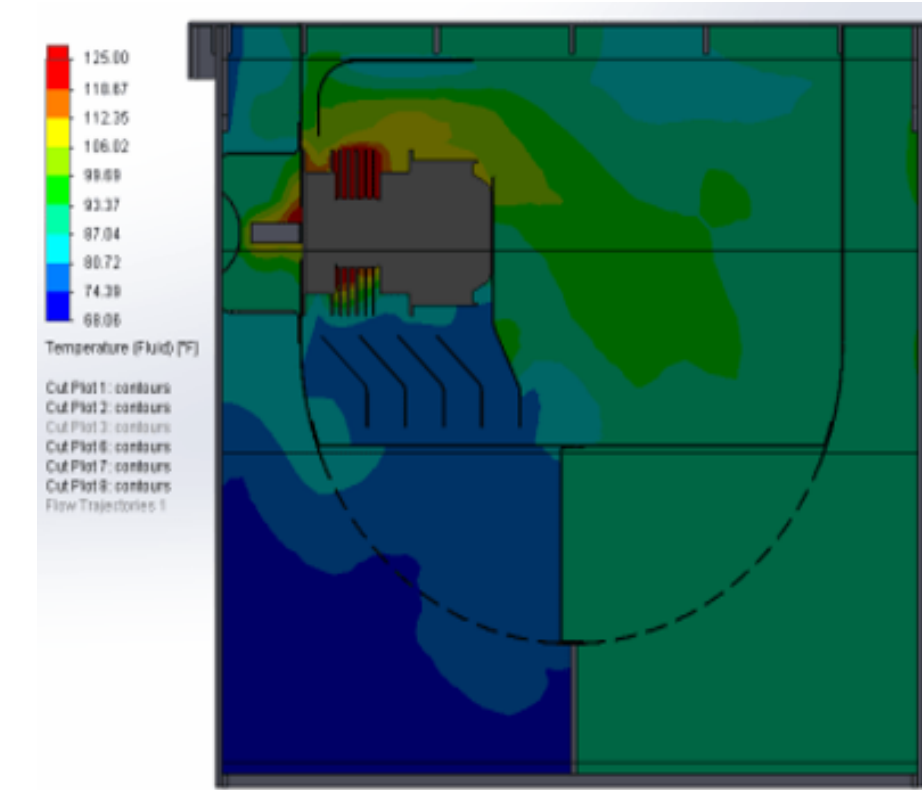 125.00
118.67
112.35
106.02
99.69
93.37
87.04
80.72
74.39
68.06
Temperature (Fluid) [°F]
Cut Plot 1: contours
Cut Plot 2: contours
Cut Plot 3: contours
Cut Plot 6: contours
Cut Plot 7: contours
Cut Plot 8: contours
Flow Trajectories 1